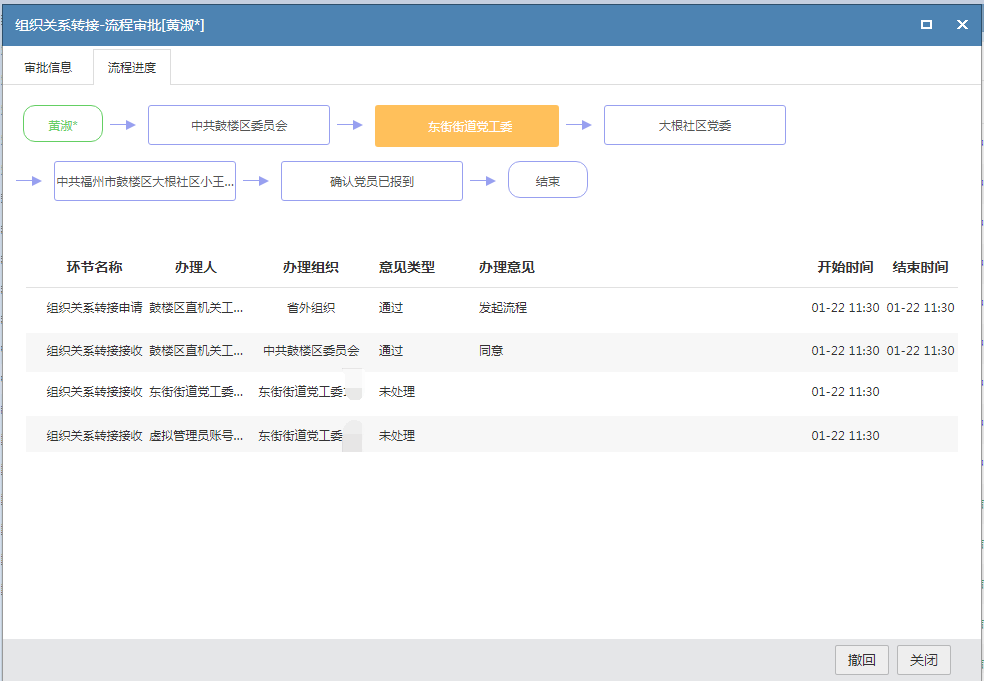 组织关系转接-流程审批[黄淑*]
审批信息 流程进度
黄淑* 中共鼓楼区委员会 东街街道党工委 大根社区党委
中共福州市鼓楼区大根社区小王... 确认党员已报到 结束
环节名称 办理人 办理组织 意见类型 办理意见 开始时间 结束时间
组织关系转接申请 鼓楼区直机关工... 省外组织 通过 发起流程 01-22 11:30 01-22 11:30
组织关系转接接收 鼓楼区直机关工... 中共鼓楼区委员会 通过 同意 01-22 11:30 01-22 11:30
组织关系转接接收 东街街道党工委... 东街街道党工委 未处理 01-22 11:30
组织关系转接接收 虚拟管理员账号... 东街街道党工委 未处理 01-22 11:30
撤回 关闭